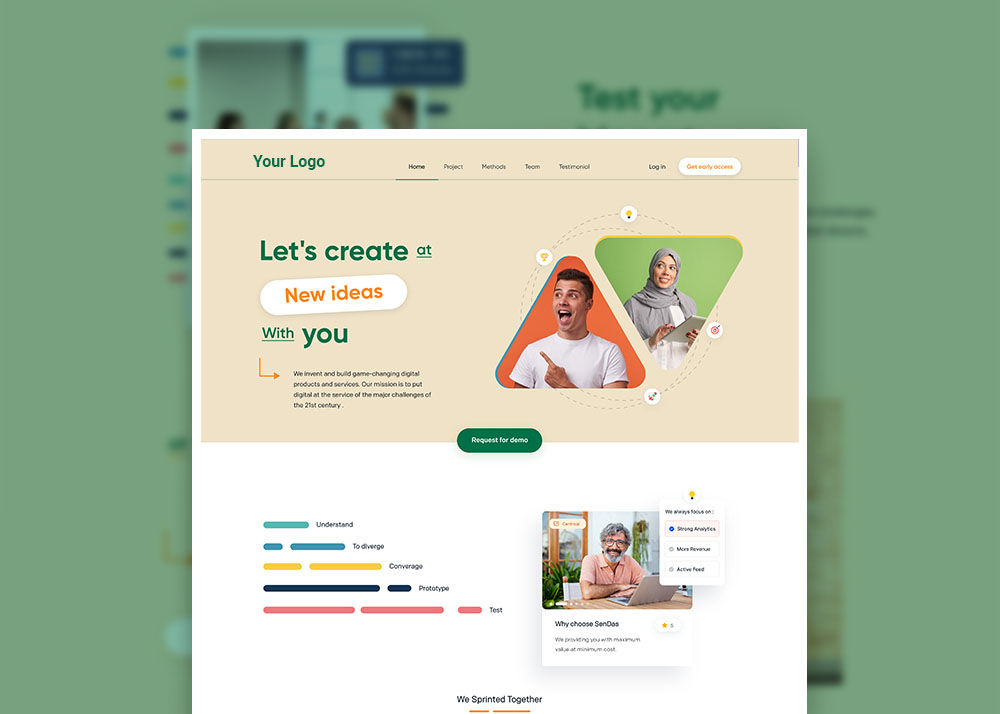 Test your
Your Logo
Home Project Methods Team Testimonial Log in Get early access
Let's create at
New ideas
With you
We invent and build game-changing digital
products and services. Our mission is to put
digital at the service of the major challenges of
the 21st century .
Request for demo
Understand
To diverge
Converage
Prototype
Test
Carrinal
We always focus on :
Strong Analytics
More Revenue
Active Feed
Why choose SenDas
5
We providing you with maximum
value at minimum cost.
We Sprinted Together